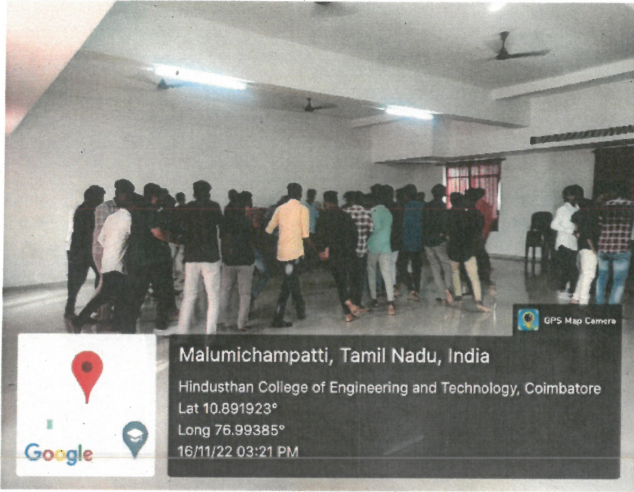 GPS Map Camera
Malumichampatti, Tamil Nadu, India
Hindusthan College of Engineering and Technology, Coimbatore
Lat 10.891923°
Long 76.99385°
16/11/22 03:21 PM
Google